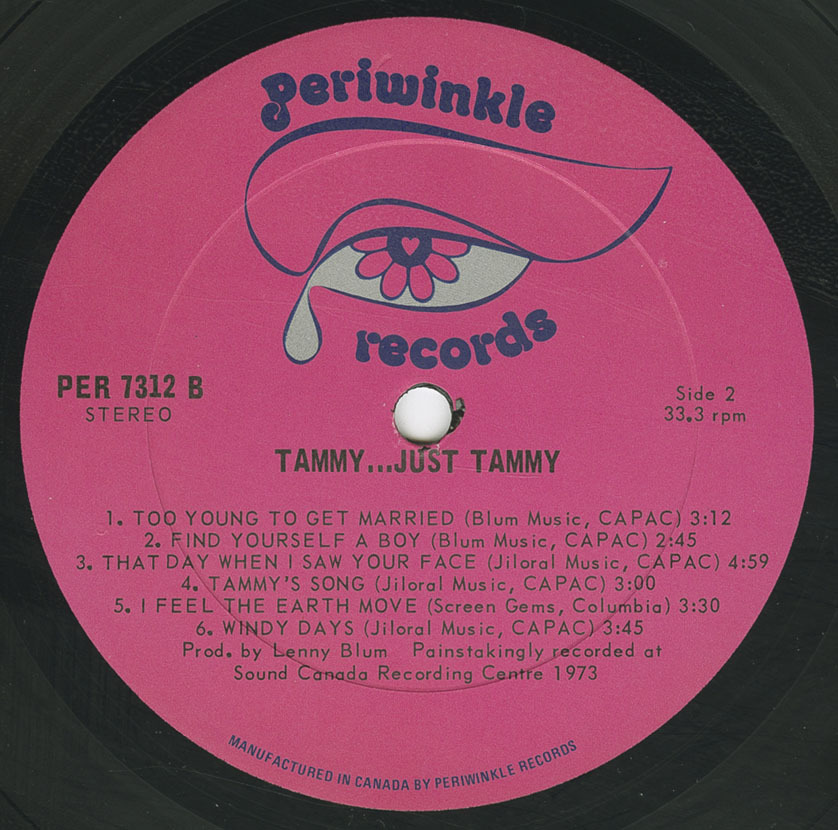 periwinkle
records
PER 7312 B
STEREO
Side 2
33.3 rpm
TAMMY...JUST TAMMY
1. TOO YOUNG TO GET MARRIED (Blum Music, CAPAC) 3:12
2. FIND YOURSELF A BOY (Blum Music, CAPAC) 2:45
3. THAT DAY WHEN I SAW YOUR FACE (Jiloral Music, CAPAC) 4:59
4. TAMMY'S SONG (Jiloral Music, CAPAC) 3:00
5. I FEEL THE EARTH MOVE (Screen Gems, Columbia) 3:30
6. WINDY DAYS (Jiloral Music, CAPAC) 3:45
Prod. by Lenny Blum Painstakingly recorded at
Sound Canada Recording Centre 1973
MANUFACTURED IN CANADA BY PERIWINKLE RECORDS